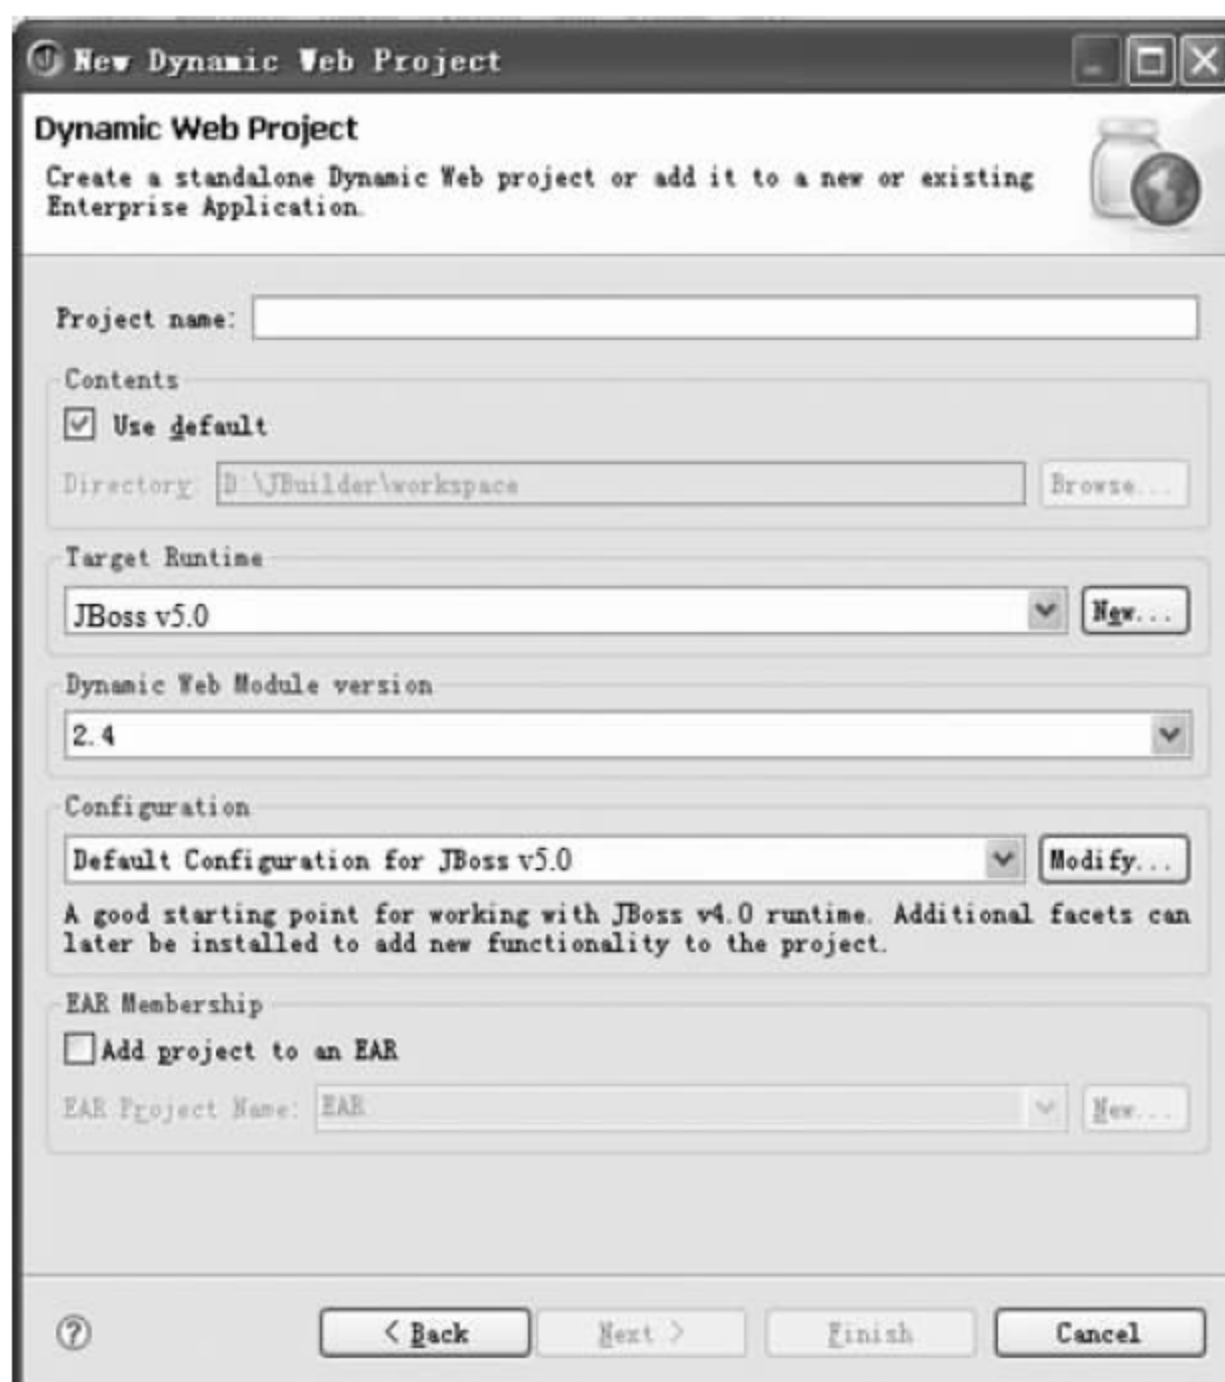 New Dynamic Web Project
Dynamic Web Project
Create a standalone Dynamic Web project or add it to a new or existing
Enterprise Application.
Project name:
Contents
Use default
Directory: D:\JBuilder\workspace Browse...
Target Runtime
JBoss v5.0 New...
Dynamic Web Module version
2.4
Configuration
Default Configuration for JBoss v5.0 Modify...
A good starting point for working with JBoss v4.0 runtime. Additional facets can
later be installed to add new functionality to the project.
EAR Membership
Add project to an EAR
EAR Project Name: EAR New...
? < Back Next > Finish Cancel